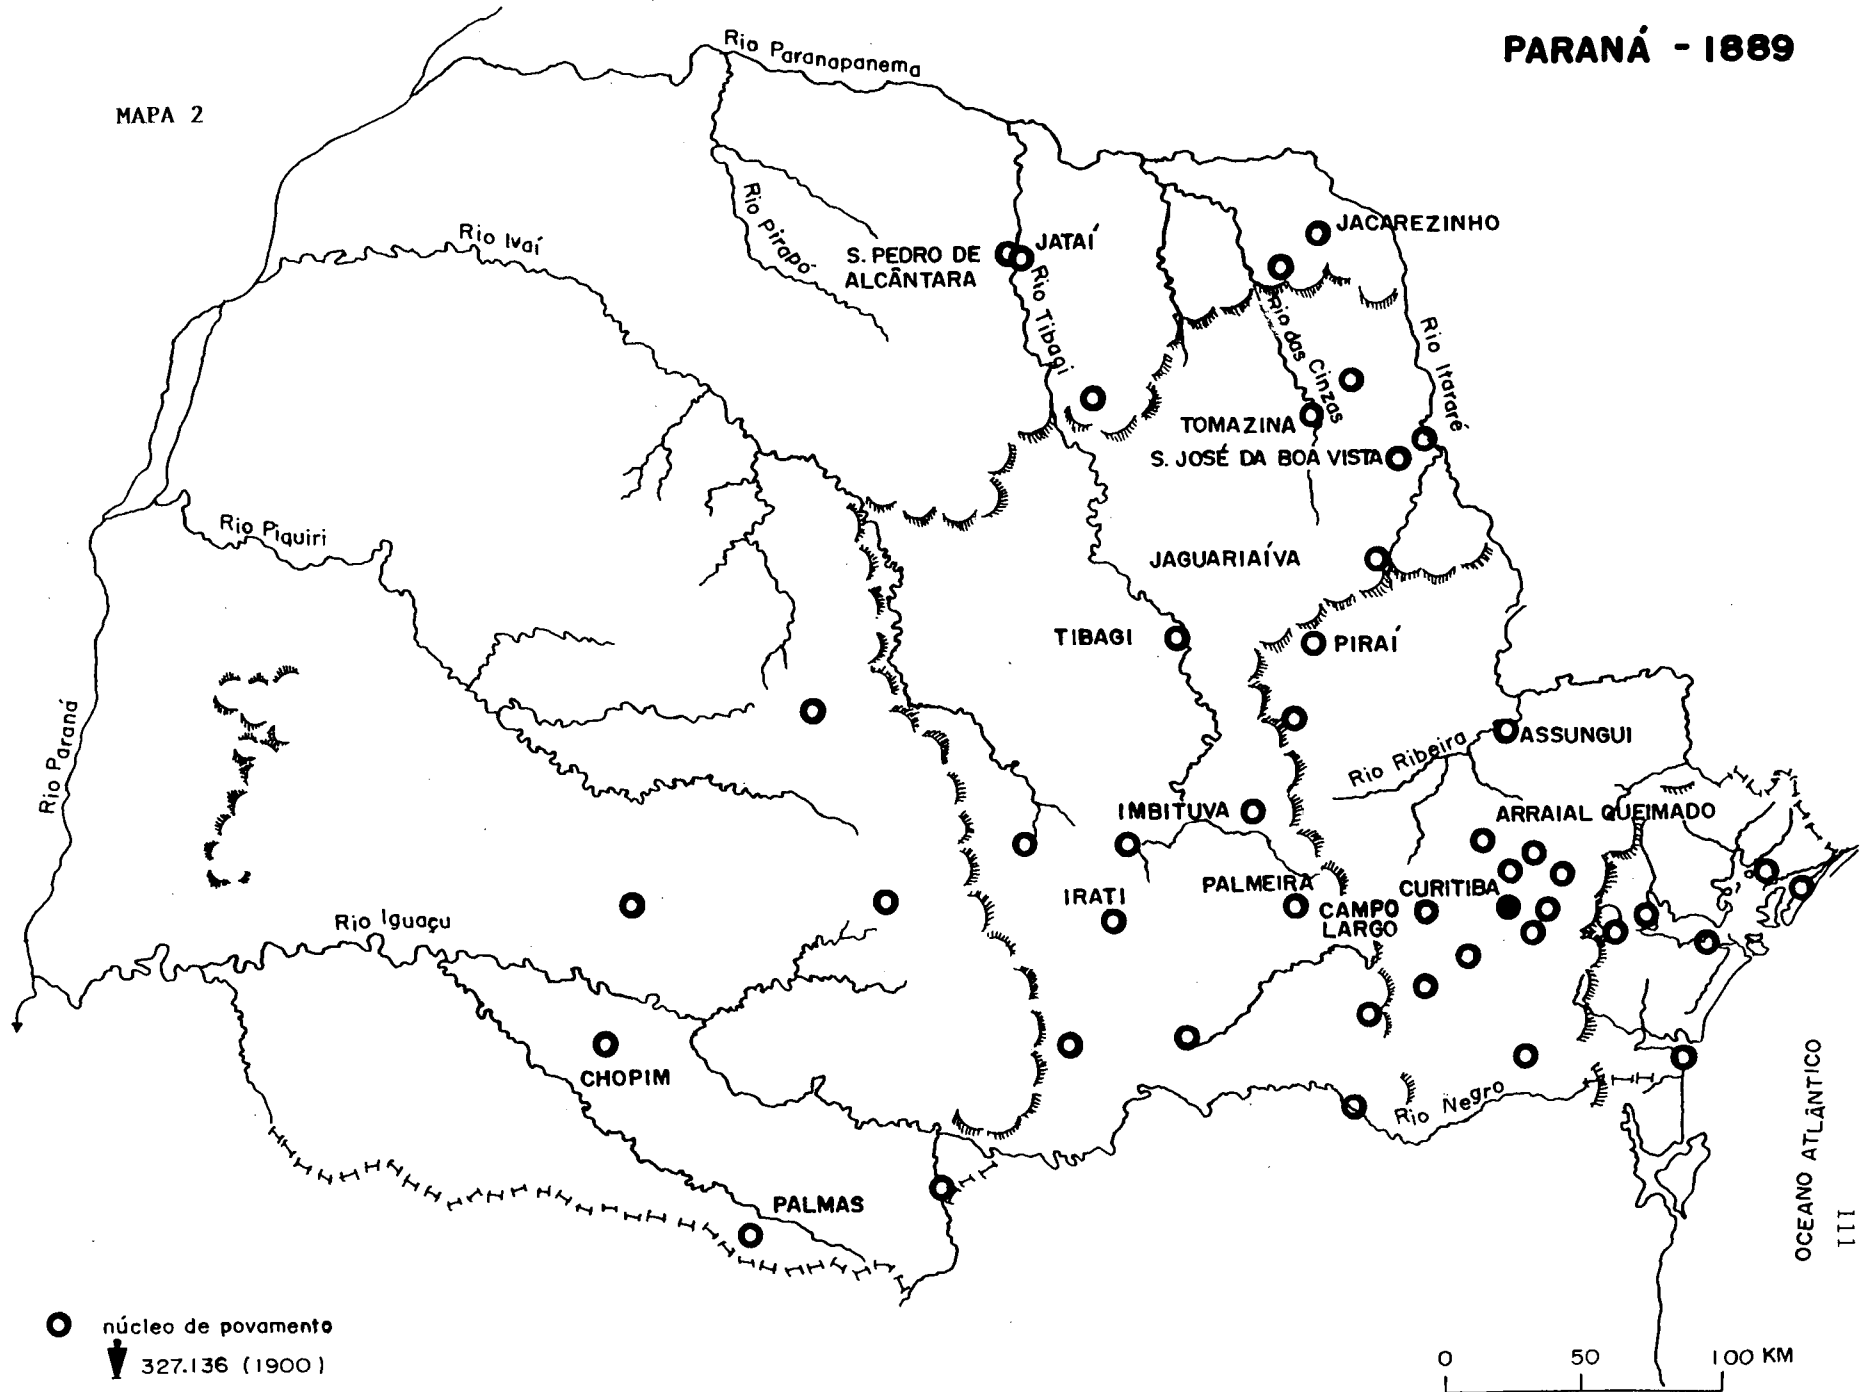 PARANÁ - 1889
MAPA 2
Rio Paranapanema
Rio Pirapó
Rio Ivaí
S. PEDRO DE
ALCÂNTARA
JATAÍ
Rio Tibagi
JACAREZINHO
Rio das Cinzas
Rio Itararé
TOMAZINA
S. JOSÉ DA BOA VISTA
Rio Piquiri
JAGUARIAÍVA
TIBAGI
PIRAÍ
Rio Paraná
Rio Ribeira
ASSUNGUI
IMBITUVA
ARRAIAL QUEIMADO
IRATI
PALMEIRA
CURITIBA
CAMPO
LARGO
Rio Iguaçu
CHOPIM
Rio Negro
PALMAS
OCEANO ATLÂNTICO
111
núcleo de povamento
327.136 (1900)
0 50 100 KM